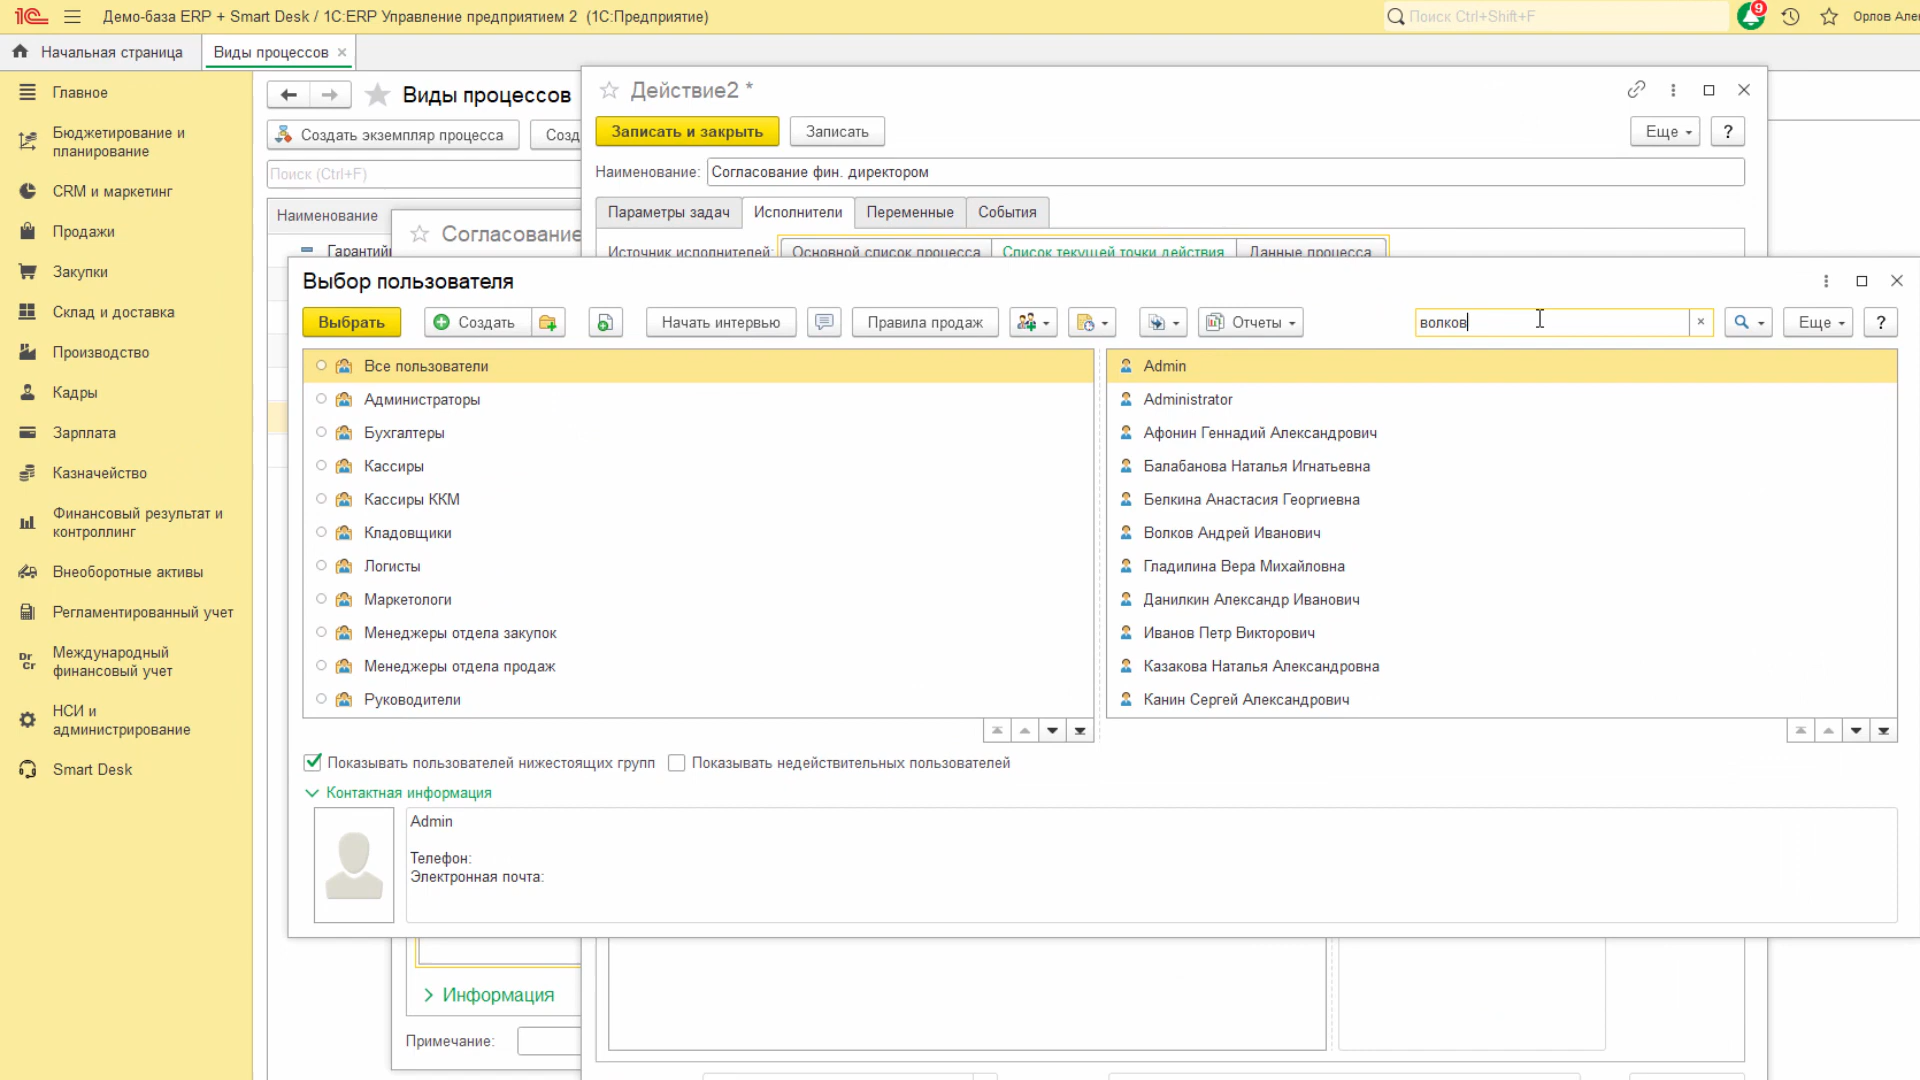 Демо-база ERP + Smart Desk / 1С:ERP Управление предприятием 2 (1С:Предприятие)
Поиск Ctrl+Shift+F
9
Орлов Але
Начальная страница
Виды процессов
Главное
Бюджетирование и
планирование
CRM и маркетинг
Продажи
Закупки
Склад и доставка
Производство
Кадры
Зарплата
Казначейство
Финансовый результат и
контроллинг
Внеоборотные активы
Регламентированный учет
Международный
финансовый учет
НСИ и
администрирование
Smart Desk
Виды процессов
Создать экземпляр процесса
Созд
Поиск (Ctrl+F)
Наименование
Гарантий
Согласование
Действие2 *
Записать и закрыть
Записать
Еще
?
Наименование:
Согласование фин. директором
Параметры задач
Исполнители
Переменные
События
Источник исполнителей:
Основной список процесса
Список текущей точки действия
Данные процесса
Выбор пользователя
Выбрать
Создать
Начать интервью
Правила продаж
Отчеты
волков
Еще
?
Все пользователи
Администраторы
Бухгалтеры
Кассиры
Кассиры ККМ
Кладовщики
Логисты
Маркетологи
Менеджеры отдела закупок
Менеджеры отдела продаж
Руководители
Admin
Administrator
Афонин Геннадий Александрович
Балабанова Наталья Игнатьевна
Белкина Анастасия Георгиевна
Волков Андрей Иванович
Гладилина Вера Михайловна
Данилкин Александр Иванович
Иванов Петр Викторович
Казакова Наталья Александровна
Канин Сергей Александрович
Показывать пользователей нижестоящих групп
Показывать недействительных пользователей
Контактная информация
Admin
Телефон:
Электронная почта:
Информация
Примечание: